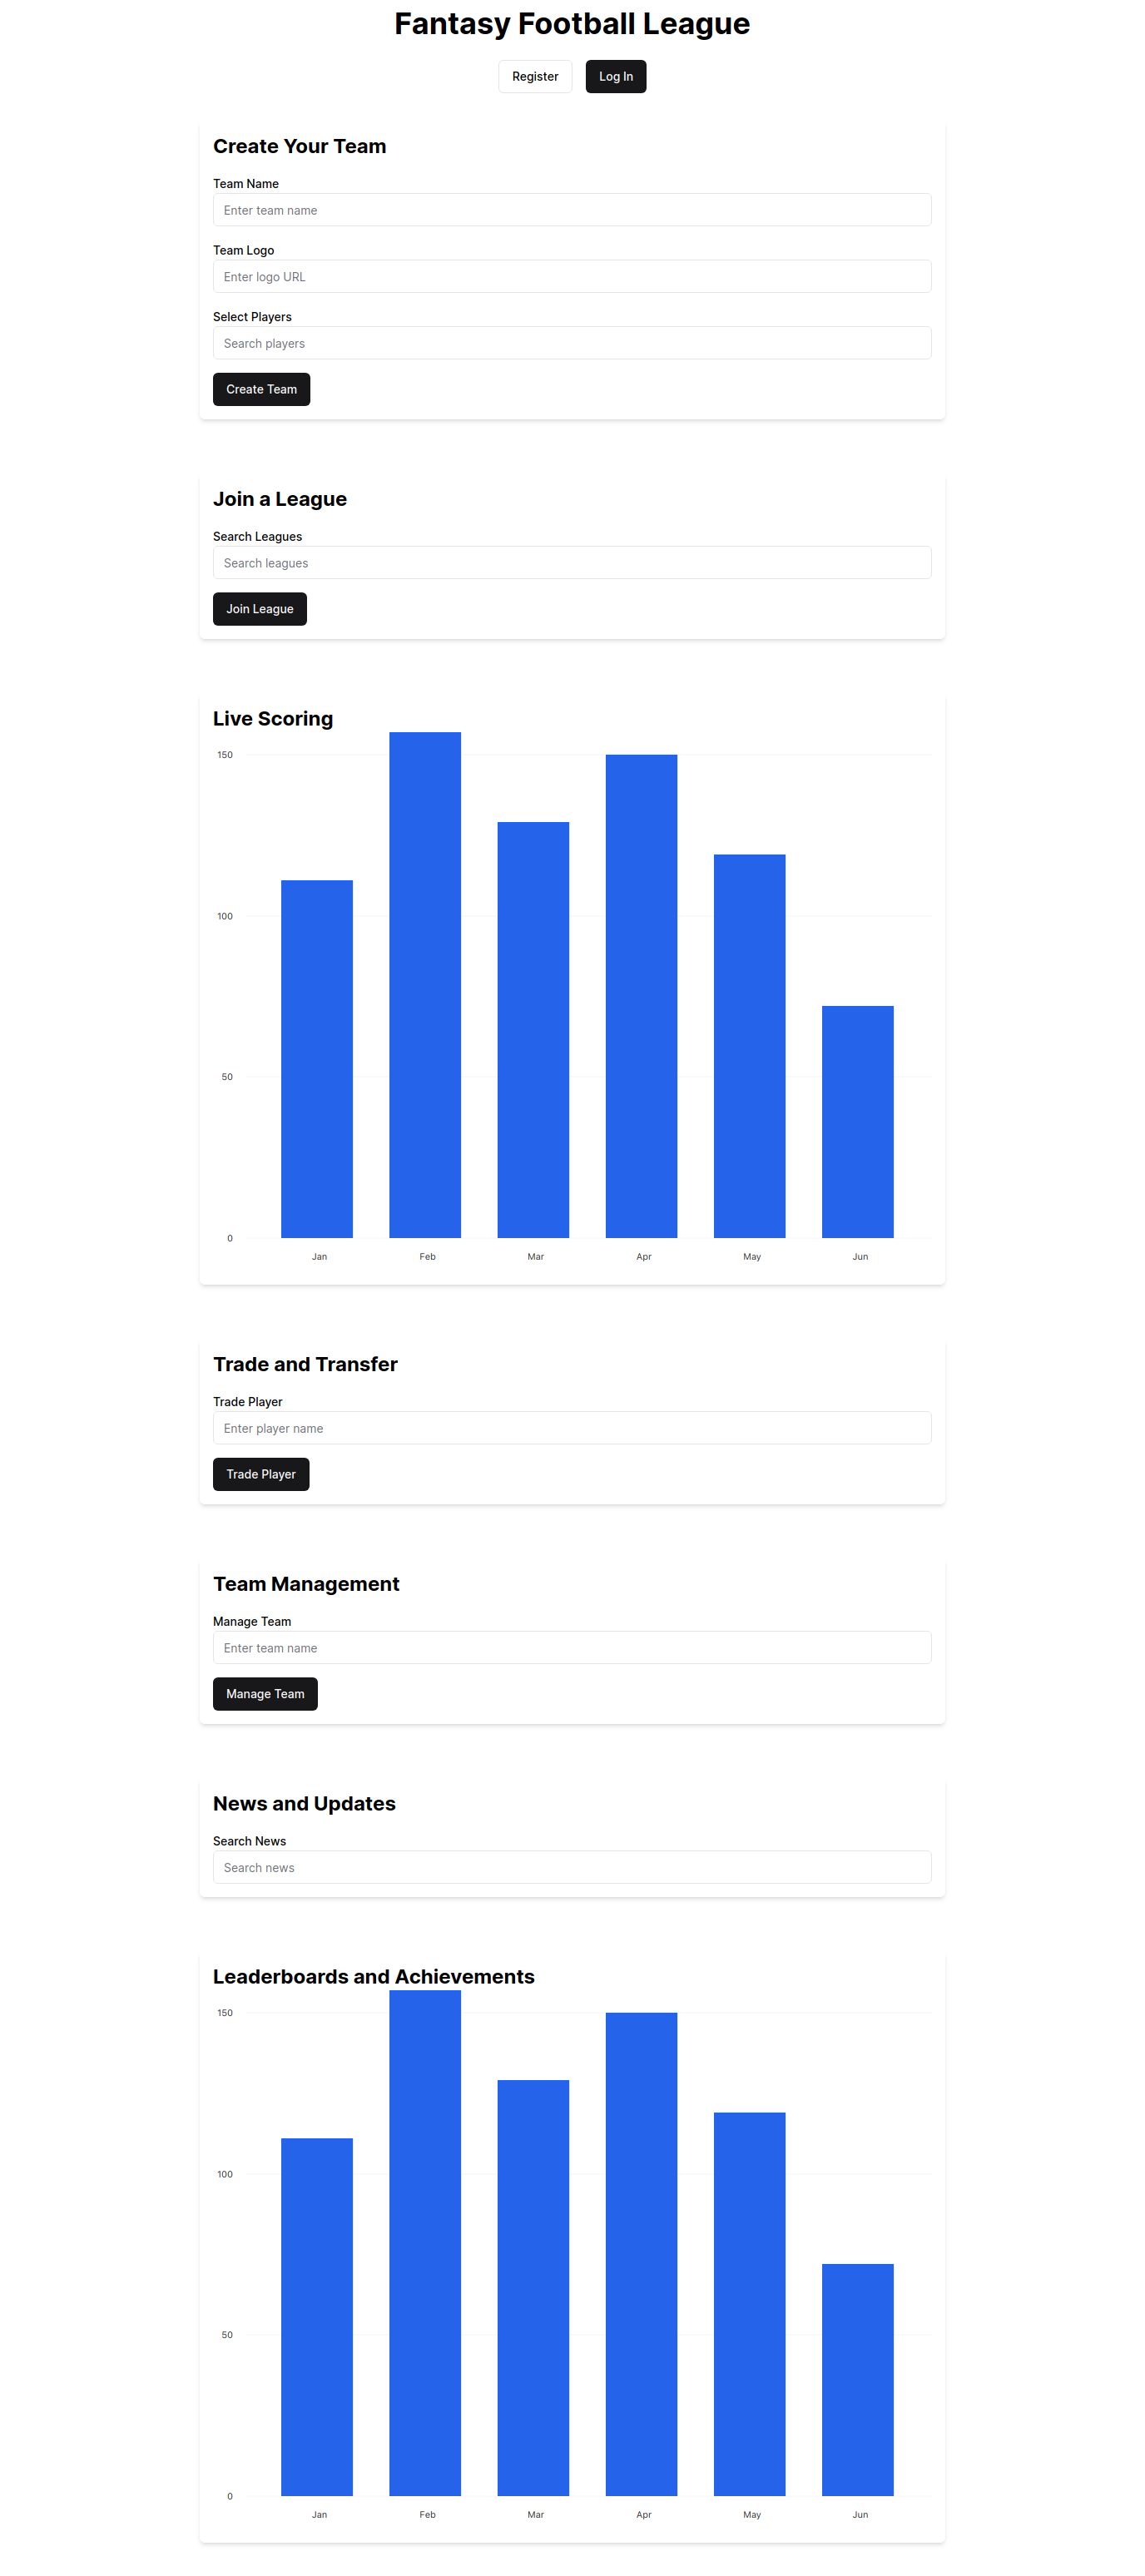 Fantasy Football League
Register Log In
Create Your Team
Team Name
Enter team name
Team Logo
Enter logo URL
Select Players
Search players
Create Team
Join a League
Search Leagues
Search leagues
Join League
Live Scoring
150
100
50
0
Jan Feb Mar Apr May Jun
Trade and Transfer
Trade Player
Enter player name
Trade Player
Team Management
Manage Team
Enter team name
Manage Team
News and Updates
Search News
Search news
Leaderboards and Achievements
150
100
50
0
Jan Feb Mar Apr May Jun